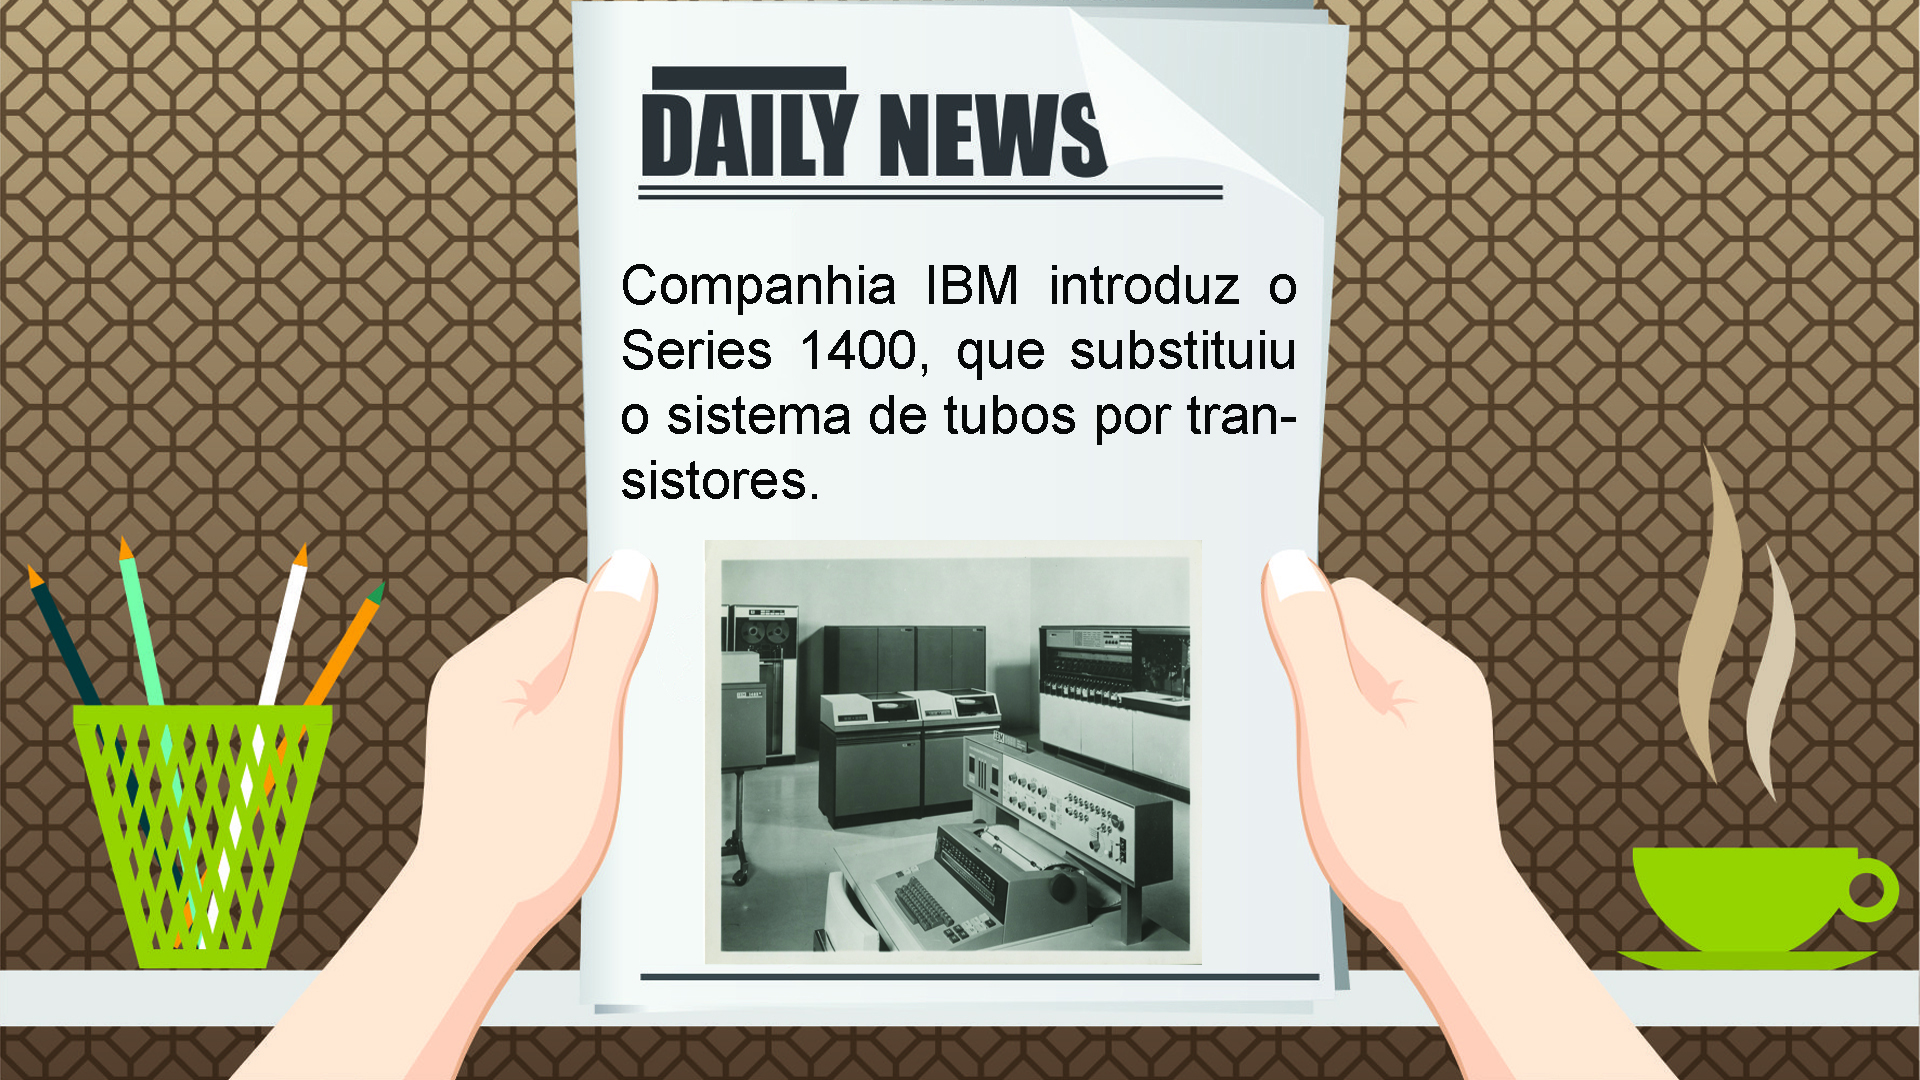 DAILY NEWS
Companhia IBM introduz o
Series 1400, que substituiu
o sistema de tubos por tran-
sistores.
IBM